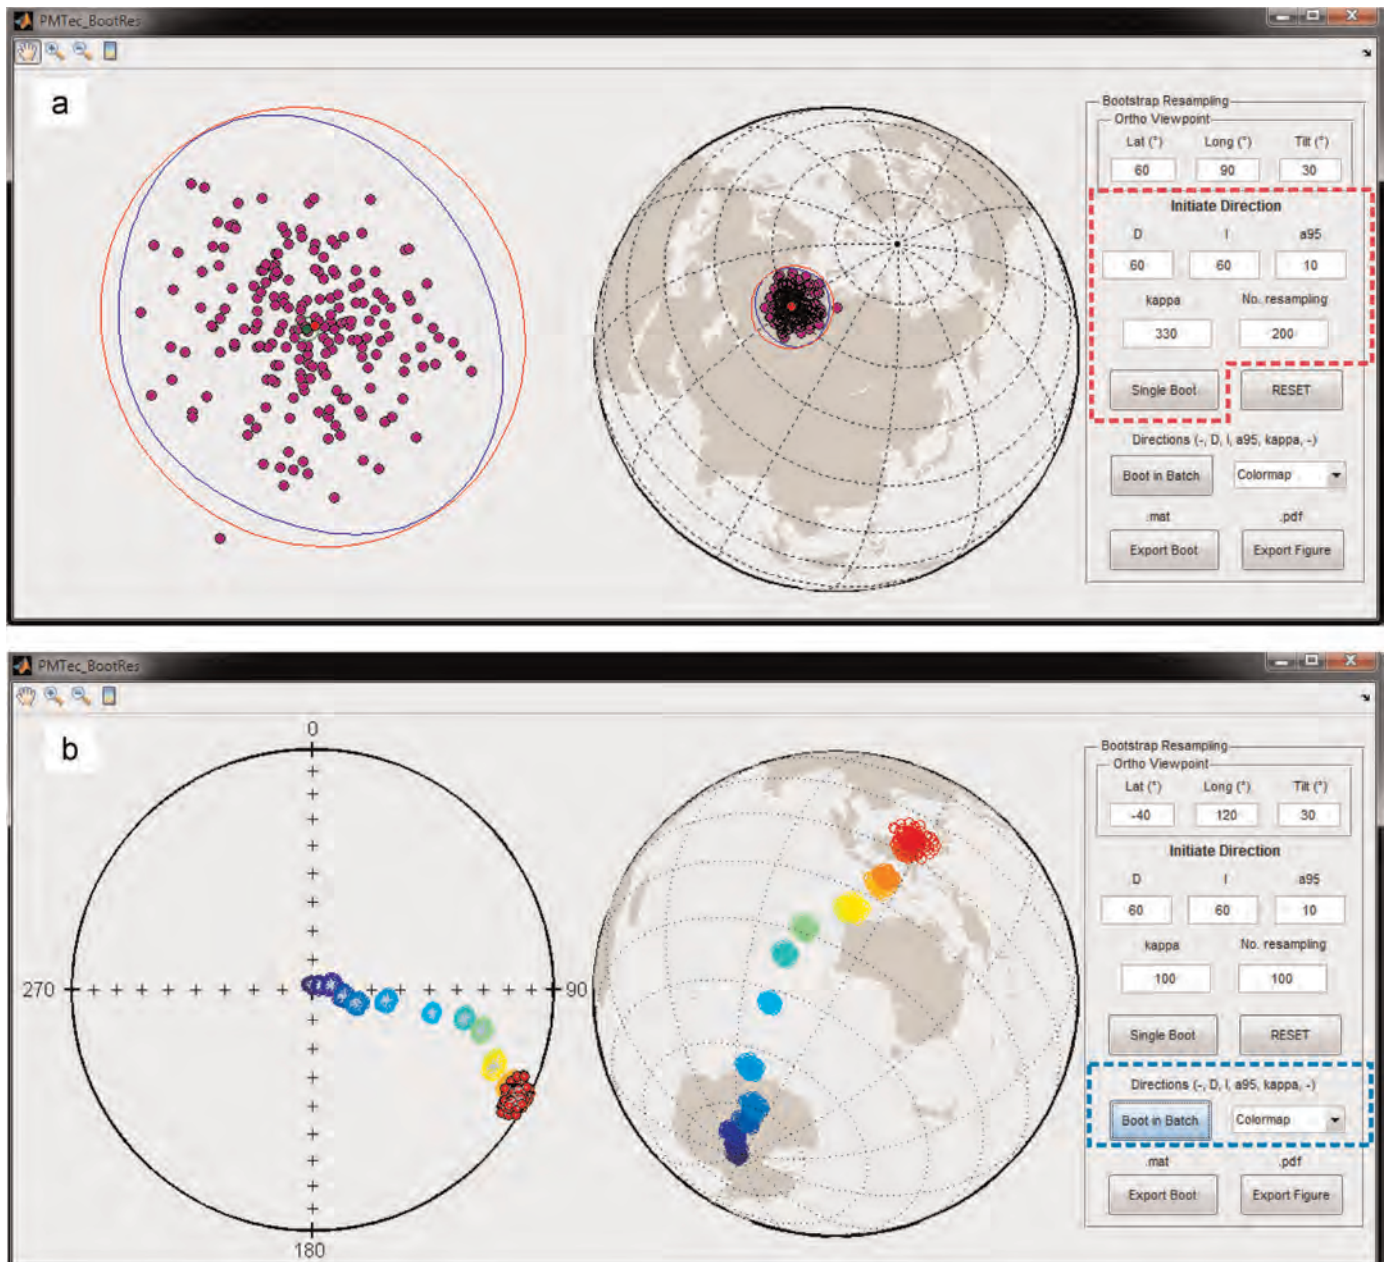 PMTec_BootRes
a
Bootstrap Resampling
Ortho Viewpoint
Lat (°) Long (°) Tilt (°)
60 90 30
Initiate Direction
D I a95
60 60 10
kappa No. resampling
330 200
Single Boot RESET
Directions (-, D, I, a95, kappa, -)
Boot in Batch Colormap
.mat .pdf
Export Boot Export Figure
PMTec_BootRes
b
0
270
90
180
Bootstrap Resampling
Ortho Viewpoint
Lat (°) Long (°) Tilt (°)
-40 120 30
Initiate Direction
D I a95
60 60 10
kappa No. resampling
100 100
Single Boot RESET
Directions (-, D, I, a95, kappa, -)
Boot in Batch Colormap
.mat .pdf
Export Boot Export Figure